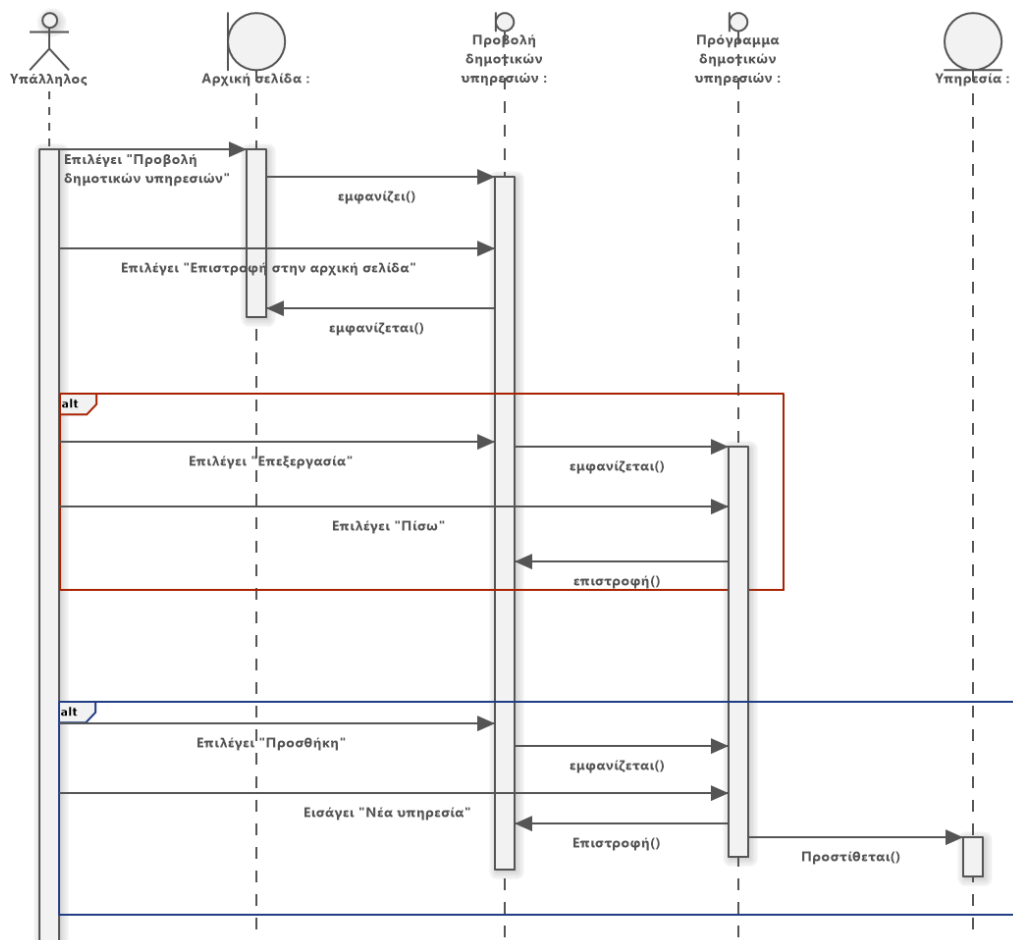 Υπάλληλος
Αρχική σελίδα :
Προβολή
δημοτικών
υπηρεσιών :
Πρόγραμμα
δημοτικών
υπηρεσιών :
Υπηρεσία :
Επιλέγει "Προβολή
δημοτικών υπηρεσιών"
εμφανίζει()
Επιλέγει "Επιστροφή στην αρχική σελίδα"
εμφανίζεται()
alt
Επιλέγει "Επεξεργασία"
εμφανίζεται()
Επιλέγει "Πίσω"
επιστροφή()
alt
Επιλέγει "Προσθήκη"
εμφανίζεται()
Εισάγει "Νέα υπηρεσία"
Επιστροφή()
Προστίθεται()